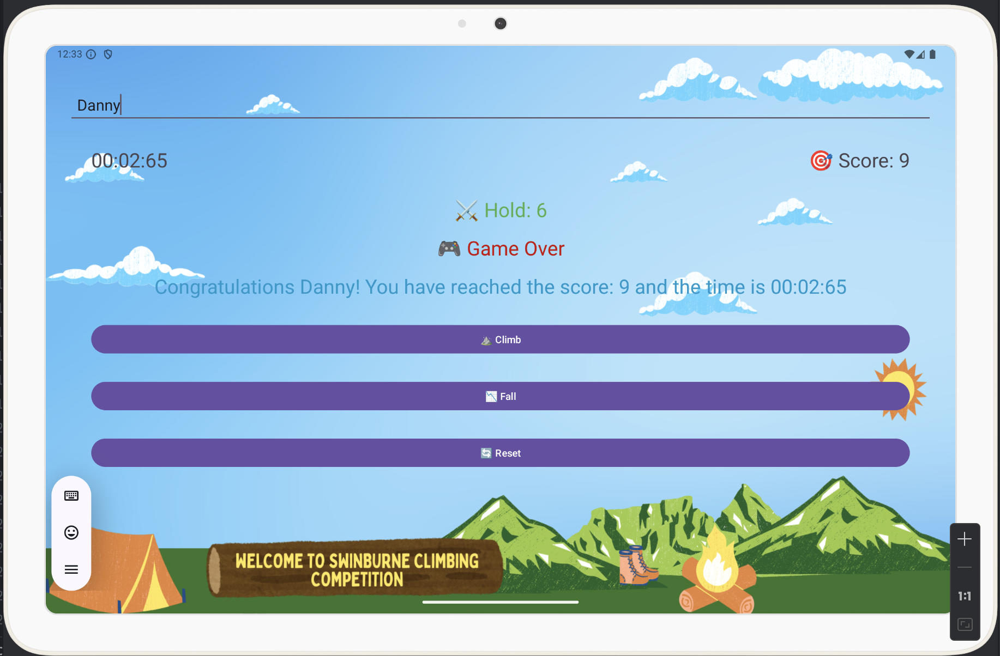 12:33
Danny
00:02:65
🎯 Score: 9
⚔️ Hold: 6
🎮 Game Over
Congratulations Danny! You have reached the score: 9 and the time is 00:02:65
⛰️ Climb
📉 Fall
🔄 Reset
WELCOME TO SWINBURNE CLIMBING
COMPETITION
1:1